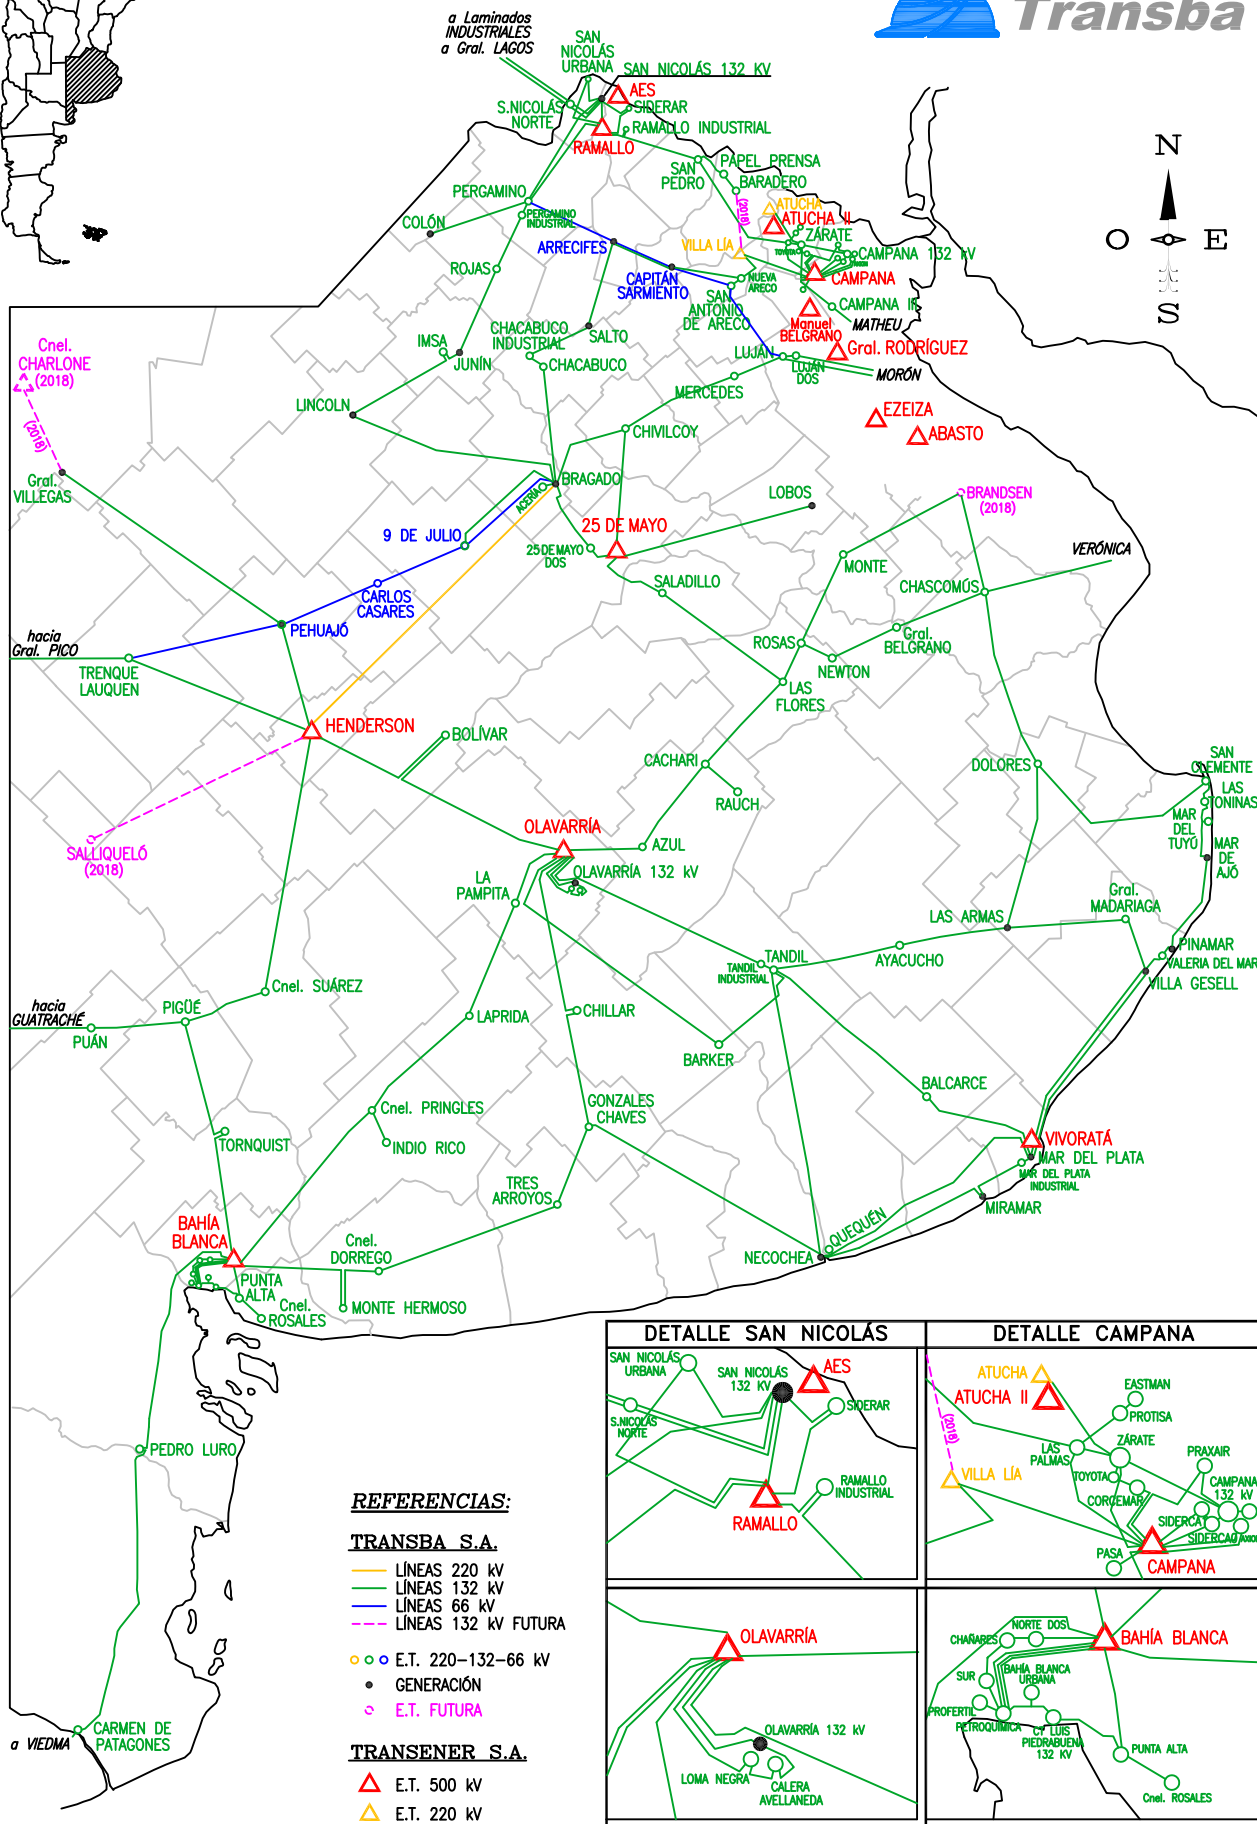 Transba
a Laminados
INDUSTRIALES
a Gral. LAGOS
SAN
NICOLÁS
URBANA
SAN NICOLÁS 132 KV
AES
S.NICOLÁS
NORTE
SIDERAR
RAMALLO INDUSTRIAL
RAMALLO
SAN
PEDRO
PAPEL PRENSA
BARADERO
N
O
E
S
PERGAMINO
PERGAMINO
INDUSTRIAL
COLÓN
(2018)
ATUCHA
ATUCHA II
ZÁRATE
TOYOTA
VILLA LÍA
CAMPANA 132 kV
CAMPANA
ARRECIFES
ROJAS
CAPITÁN
SARMIENTO
NUEVA
ARECO
SAN
ANTONIO
DE ARECO
CAMPANA III
MATHEU
Manuel
BELGRANO
Gral. RODRÍGUEZ
CHACABUCO
INDUSTRIAL
SALTO
IMSA
JUNÍN
CHACABUCO
LUJÁN
LUJÁN
DOS
MORÓN
MERCEDES
Cnel.
CHARLONE
(2018)
(2018)
LINCOLN
EZEIZA
ABASTO
CHIVILCOY
Gral.
VILLEGAS
BRAGADO
ACERÍA
LOBOS
BRANDSEN
(2018)
25 DE MAYO
9 DE JULIO
25 DE MAYO
DOS
VERÓNICA
MONTE
CARLOS
CASARES
SALADILLO
CHASCOMÚS
PEHUAJÓ
hacia
Gral. PICO
ROSAS
Gral.
BELGRANO
NEWTON
TRENQUE
LAUQUEN
LAS
FLORES
HENDERSON
BOLÍVAR
CACHARI
RAUCH
DOLORES
SAN
CLEMENTE
LAS
TONINAS
MAR
DEL
TUYÚ
MAR
DE
AJÓ
OLAVARRÍA
AZUL
SALLIQUELÓ
(2018)
OLAVARRÍA 132 kV
LA
PAMPITA
Gral.
MADARIAGA
LAS ARMAS
PINAMAR
VALERIA DEL MAR
VILLA GESELL
TANDIL
TANDIL
INDUSTRIAL
AYACUCHO
Cnel. SUÁREZ
hacia
GUATRACHÉ
PIGÜÉ
PUÁN
LAPRIDA
CHILLAR
BARKER
BALCARCE
Cnel. PRINGLES
GONZALES
CHAVES
TORNQUIST
INDIO RICO
VIVORATÁ
MAR DEL PLATA
MAR DEL PLATA
INDUSTRIAL
TRES
ARROYOS
MIRAMAR
QUEQUÉN
NECOCHEA
BAHÍA
BLANCA
Cnel.
DORREGO
PUNTA
ALTA
Cnel.
ROSALES
MONTE HERMOSO
PEDRO LURO
CARMEN DE
PATAGONES
a VIEDMA
REFERENCIAS:
TRANSBA S.A.
LÍNEAS 220 kV
LÍNEAS 132 kV
LÍNEAS 66 kV
LÍNEAS 132 kV FUTURA
E.T. 220-132-66 kV
GENERACIÓN
E.T. FUTURA
TRANSENER S.A.
E.T. 500 kV
E.T. 220 kV
DETALLE SAN NICOLÁS
SAN NICOLÁS
URBANA
SAN NICOLÁS
132 KV
AES
SIDERAR
S.NICOLÁS
NORTE
RAMALLO
INDUSTRIAL
RAMALLO
DETALLE CAMPANA
ATUCHA
ATUCHA II
EASTMAN
PROTISA
(2018)
LAS
PALMAS
ZÁRATE
PRAXAIR
VILLA LÍA
TOYOTA
CAMPANA
132 kV
CORCEMAR
SIDERCA
SIDERCA
PASA
CAMPANA
OLAVARRÍA
OLAVARRÍA 132 kV
LOMA NEGRA
CALERA
AVELLANEDA
NORTE DOS
CHAÑARES
BAHÍA BLANCA
SUR
BAHÍA BLANCA
URBANA
PROFERTIL
PETROQUÍMICA
CT LUIS
PIEDRABUENA
132 KV
PUNTA ALTA
Cnel. ROSALES